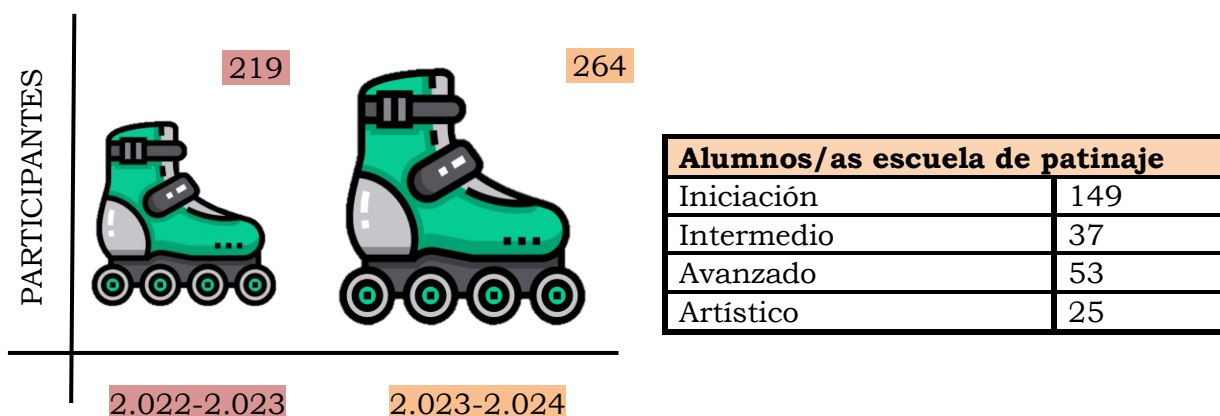 PARTICIPANTES
219
264
2.022-2.023
2.023-2.024
Alumnos/as escuela de patinaje
Iniciación 149
Intermedio 37
Avanzado 53
Artístico 25